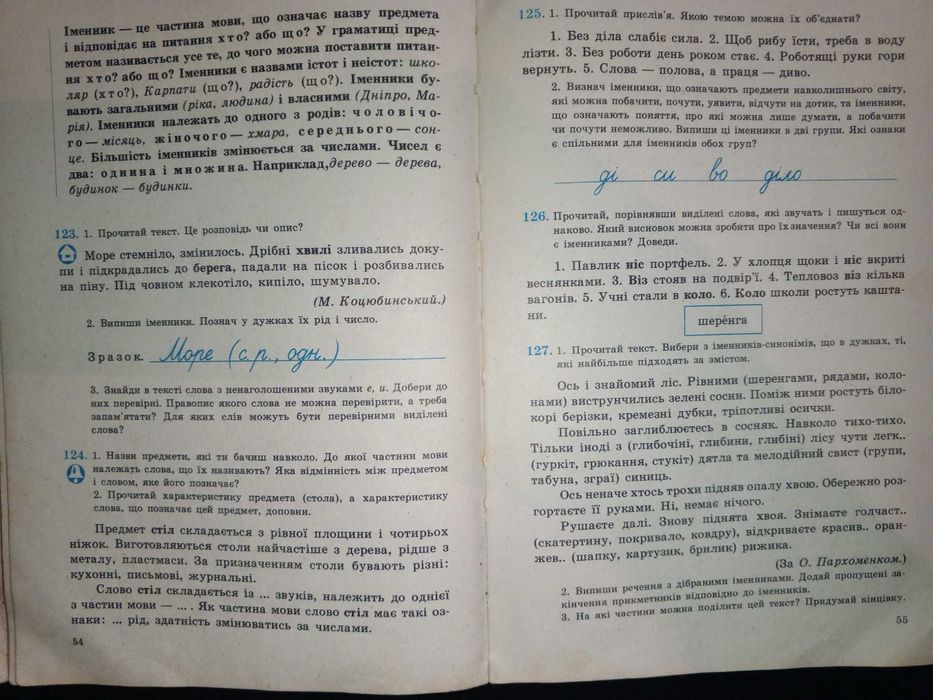 Іменник — це частина мови, що означає назву предмета
і відповідає на питання хто? або що? У граматиці пред-
і метом називається усе те, до чого можна поставити питан-
ня хто? або що? Іменники є назвами істот і неістот: шко-
ляр (хто?), Карпати (що?), радість (що?). Іменники бу-
вають загальними (ріка, людина) і власними (Дніпро, Ма-
рія). Іменники належать до одного з родів: чоловічо-
го — місяць, жіночого — хмара, середнього — сон-
це. Більшість іменників змінюється за числами. Чисел є
два: однина і множина. Наприклад, дерево — дерева,
будинок — будинки.
123. 1. Прочитай текст. Це розповідь чи опис?
Море стемніло, змінилось. Дрібні хвилі зливались доку-
пи і підкрадались до берега, падали на пісок і розбивались
на піну. Під човном клекотіло, кипіло, шумувало.
(М. Коцюбинський.)
2. Випиши іменники. Познач у дужках їх рід і число.
Зразок. Море (с. р., одн.)
3. Знайди в тексті слова з ненаголошеними звуками е, и. Добери до
них перевірні. Правопис якого слова не можна перевірити, а треба
запам'ятати? Для яких слів можуть бути перевірними виділені
слова?
124. 1. Назви предмети, які ти бачиш навколо. До якої частини мови
належать слова, що їх називають? Яка відмінність між предметом
і словом, яке його позначає?
2. Прочитай характеристику предмета (стола), а характеристику
слова, що позначає цей предмет, доповни.
Предмет стіл складається з рівної площини і чотирьох
ніжок. Виготовляються столи найчастіше з дерева, рідше з
металу, пластмаси. За призначенням столи бувають різні:
кухонні, письмові, журнальні.
Слово стіл складається із ... звуків, належить до однієї
з частин мови — ... . Як частина мови слово стіл має такі оз-
наки: ... рід, здатність змінюватись за числами.
54
125. 1. Прочитай прислів'я. Якою темою можна їх об'єднати?
1. Без діла слабіє сила. 2. Щоб рибу їсти, треба в воду
лізати. 3. Без роботи день роком стає. 4. Роботящі руки гори
вернуть. 5. Слова — полова, а праця — диво.
2. Визнач іменники, що означають предмети навколишнього світу,
які можна побачити, почути, уявити, відчути на дотик, та іменники,
що означають поняття, про які можна лише думати, а побачити
чи почути неможливо. Випиши ці іменники в дві групи. Які ознаки
є спільними для іменників обох груп?
ді си во діло
126. Прочитай, порівнявши виділені слова, які звучать і пишуться од-
наково. Який висновок можна зробити про їх значення? Чи всі вони
є іменниками? Доведи.
1. Павлик ніс портфель. 2. У хлопця щоки і ніс вкриті
веснянками. 3. Віз стояв на подвір'ї. 4. Тепловоз віз кілька
вагонів. 5. Учні стали в коло. 6. Коло школи ростуть кашта-
ни.
шерéнга
127. 1. Прочитай текст. Вибери з іменників-синонімів, що в дужках, ті,
які найбільше підходять за змістом.
Ось і знайомий ліс. Рівними (шеренгами, рядами, коло-
нами) виструнчились зелені сосни. Поміж ними ростуть біло-
корі берізки, кремезні дубки, тріпотливі осички.
Повільно заглиблюєтесь в сосняк. Навколо тихо-тихо.
Тільки іноді з (глибочіні, глибини, глибіні) лісу чути легк..
(гуркіт, грюкання, стукіт) дятла та мелодійний свист (групи,
табуна, зграї) синиць.
Ось неначе хтось трохи підняв опалу хвою. Обережно роз-
гортаєте її руками. Ні, немає нічого.
Рушаєте далі. Знову піднята хвоя. Знімаєте голчаст..
(скатертину, покривало, ковдру), відкриваєте красив.. оран-
жев.. (шапку, картузик, брилик) рижика.
(За О. Пархоменком.)
2. Випиши речення з дібраними іменниками. Додай пропущені за-
кінчення прикметників відповідно до іменників.
3. На які частини можна поділити цей текст? Придумай кінцівку.
55